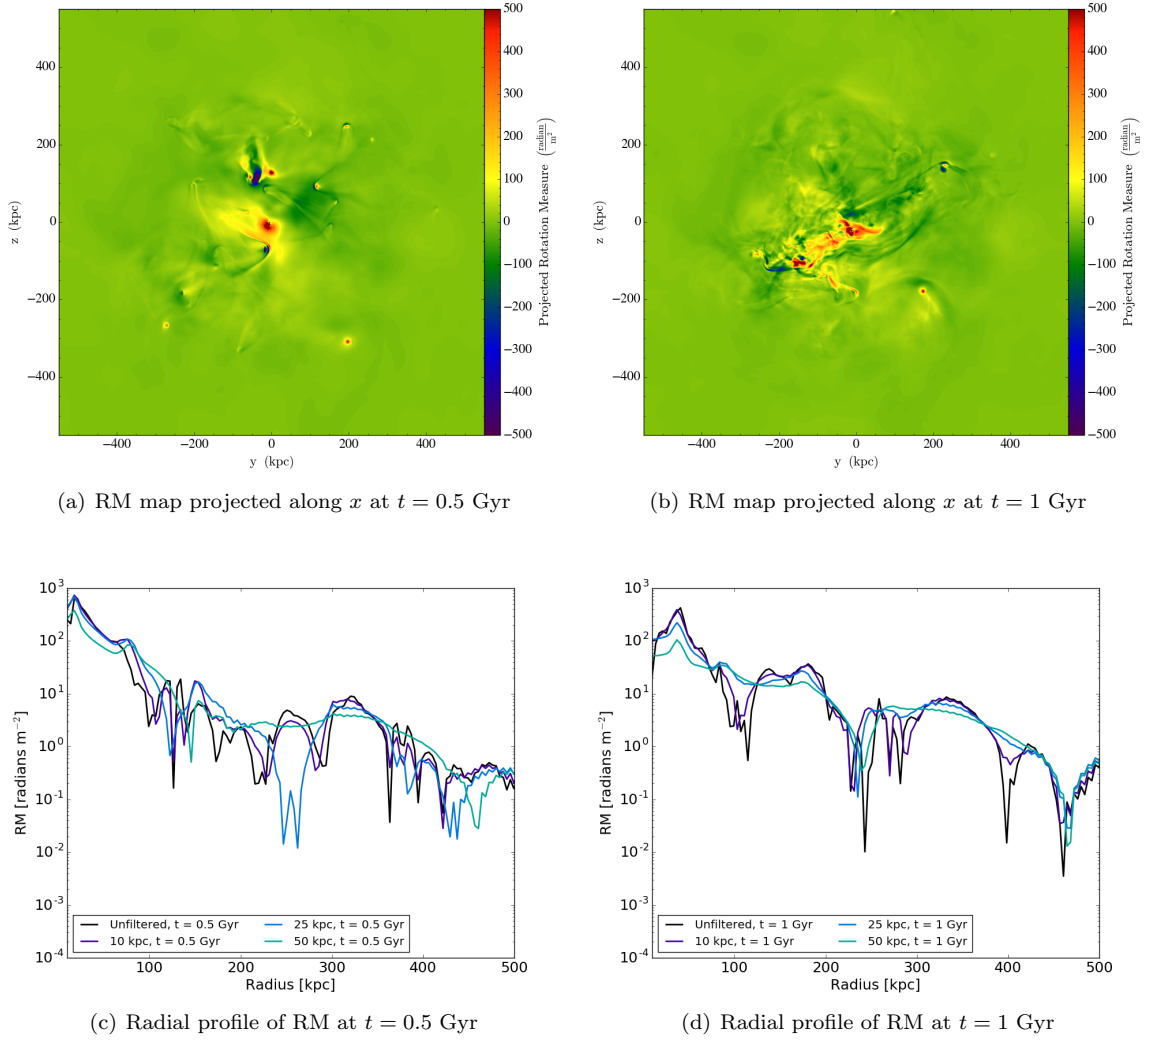 500
400
200
0
−200
−400
−400 −200 0 200 400
y (kpc)
z (kpc)
500
400
300
200
100
0
−100
−200
−300
−400
−500
Projected Rotation Measure (radian/m²)
400
200
0
−200
−400
−400 −200 0 200 400
y (kpc)
z (kpc)
500
400
300
200
100
0
−100
−200
−300
−400
−500
Projected Rotation Measure (radian/m²)
(a) RM map projected along x at t = 0.5 Gyr
(b) RM map projected along x at t = 1 Gyr
10³
10²
10¹
10⁰
10⁻¹
10⁻²
10⁻³
10⁻⁴
RM [radians m⁻²]
Unfiltered, t = 0.5 Gyr
10 kpc, t = 0.5 Gyr
25 kpc, t = 0.5 Gyr
50 kpc, t = 0.5 Gyr
100 200 300 400 500
Radius [kpc]
10³
10²
10¹
10⁰
10⁻¹
10⁻²
10⁻³
10⁻⁴
RM [radians m⁻²]
Unfiltered, t = 1 Gyr
10 kpc, t = 1 Gyr
25 kpc, t = 1 Gyr
50 kpc, t = 1 Gyr
100 200 300 400 500
Radius [kpc]
(c) Radial profile of RM at t = 0.5 Gyr
(d) Radial profile of RM at t = 1 Gyr